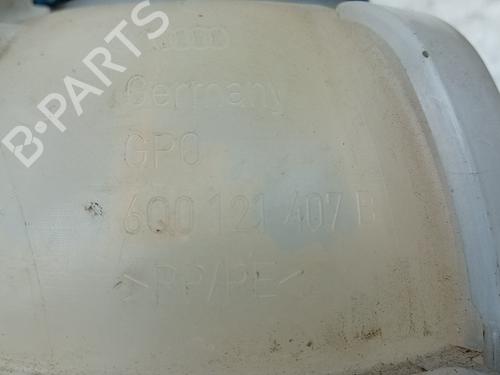 B-PARTS
Germany
GPO
6Q0 121 407 B
>PP/PE<